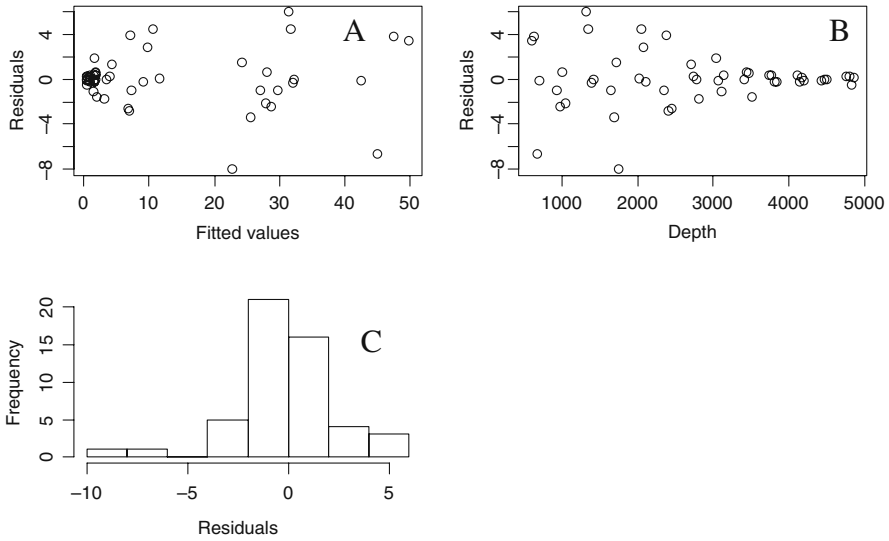 A
Residuals
4
0
−4
−8
0 10 20 30 40 50
Fitted values
B
Residuals
4
0
−4
−8
1000 2000 3000 4000 5000
Depth
C
Frequency
20
15
10
5
0
−10 −5 0 5
Residuals